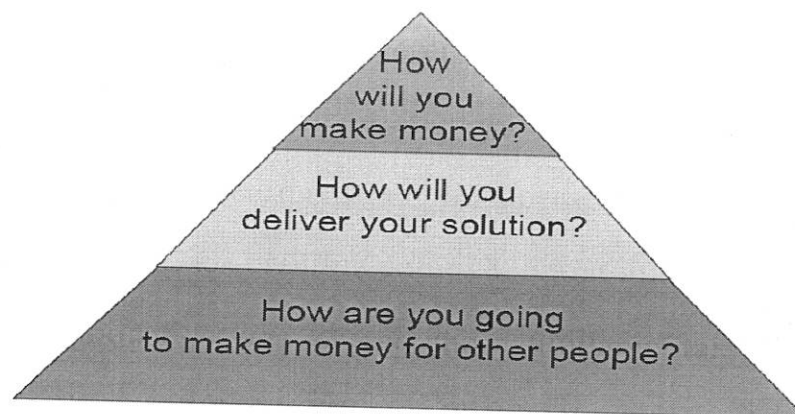 How
will you
make money?
How will you
deliver your solution?
How are you going
to make money for other people?